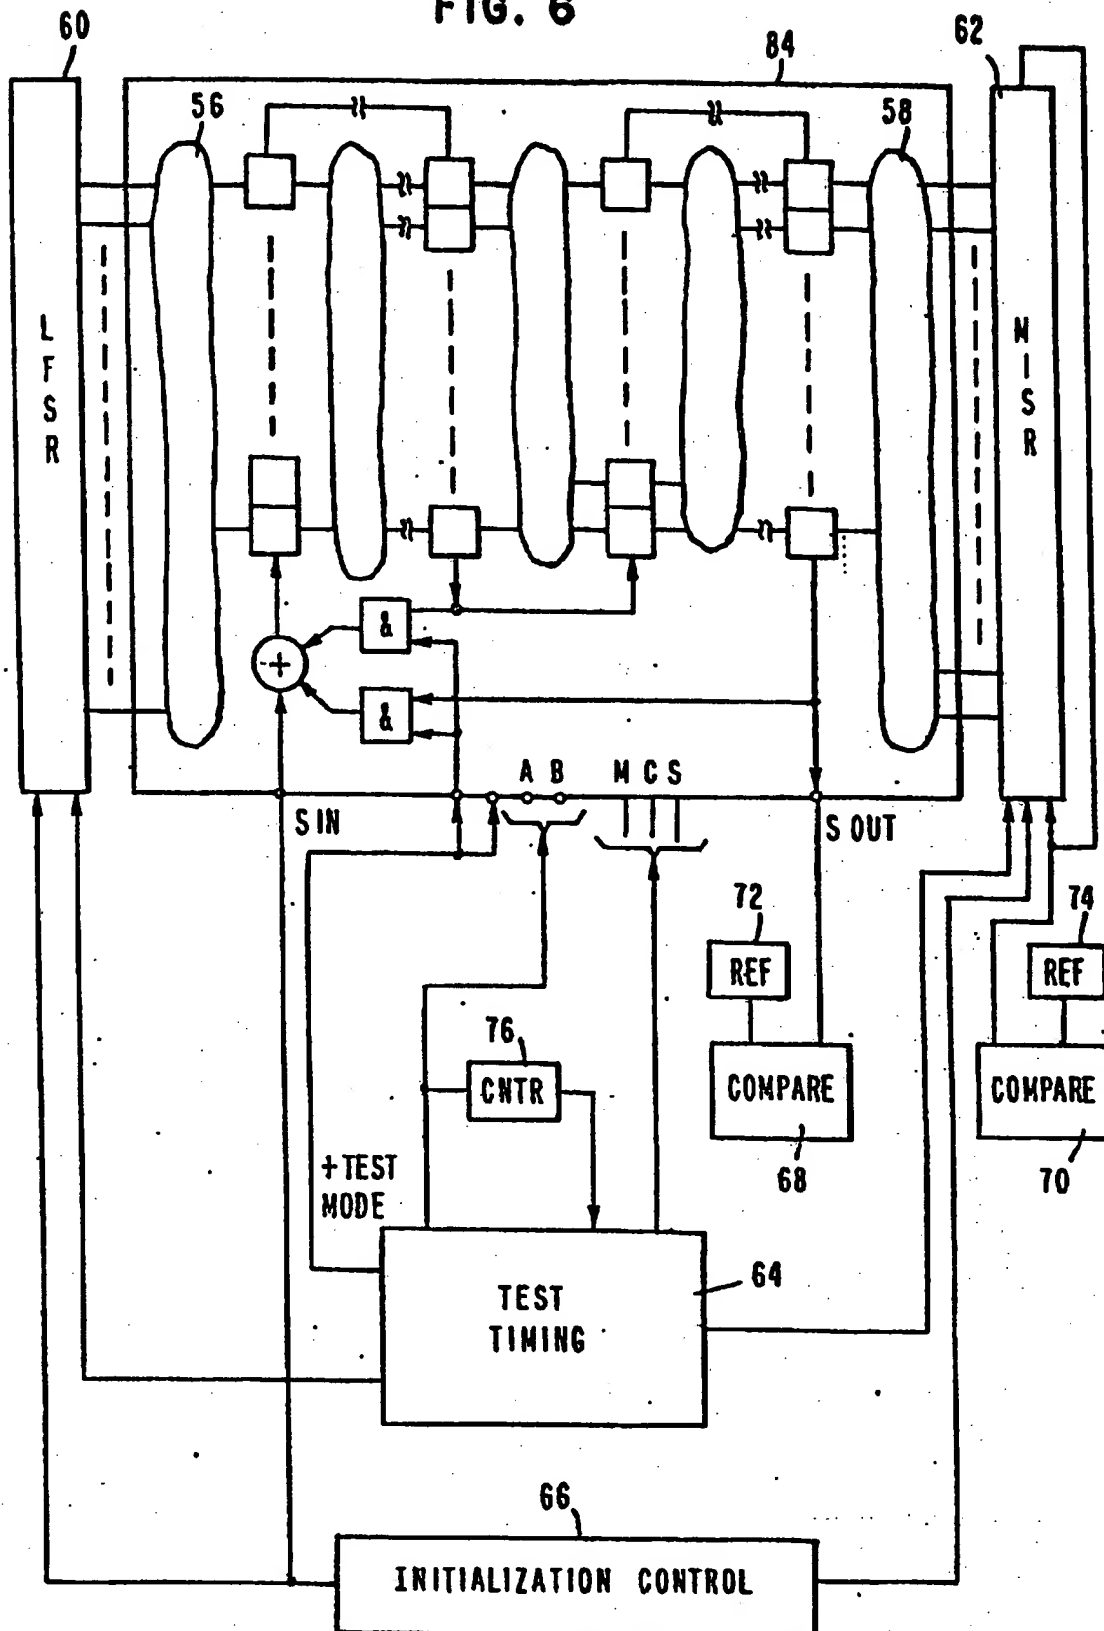 FIG. 6
60
84
62
56
58
L
F
S
R
M
I
S
R
&
+
&
A B
M C S
S IN
S OUT
72
REF
74
REF
76
CNTR
COMPARE
68
COMPARE
70
+TEST
MODE
64
TEST
TIMING
66
INITIALIZATION CONTROL